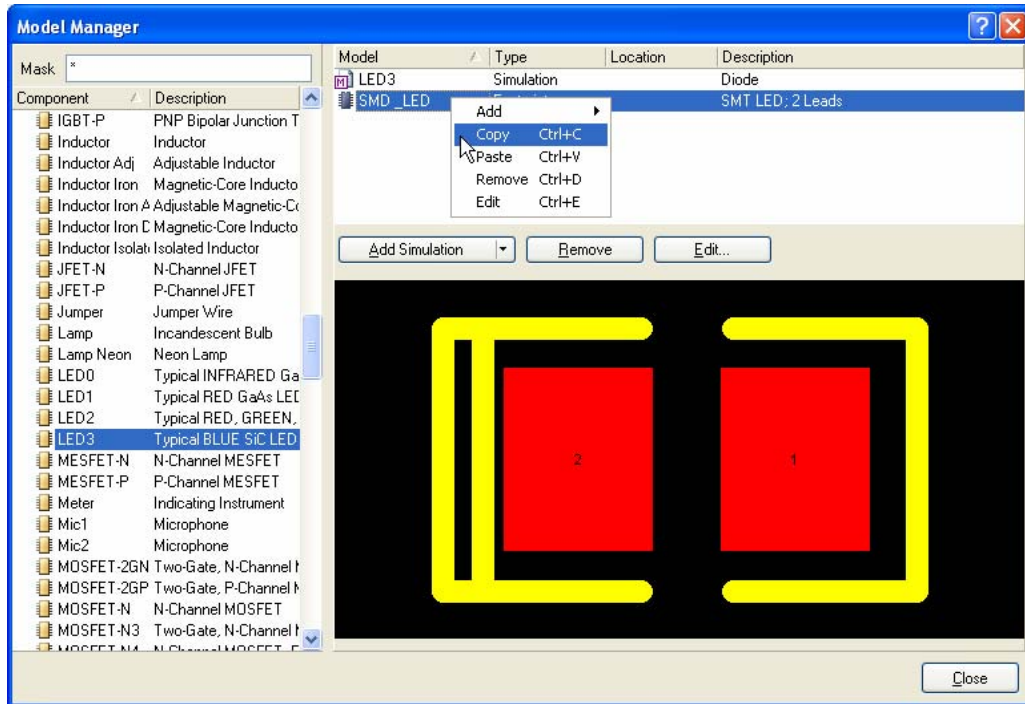 Model Manager
Mask *
Component Description
IGBT-P PNP Bipolar Junction T
Inductor Inductor
Inductor Adj Adjustable Inductor
Inductor Iron Magnetic-Core Inducto
Inductor Iron A Adjustable Magnetic-Co
Inductor Iron D Magnetic-Core Inducto
Inductor Isolat Isolated Inductor
JFET-N N-Channel JFET
JFET-P P-Channel JFET
Jumper Jumper Wire
Lamp Incandescent Bulb
Lamp Neon Neon Lamp
LED0 Typical INFRARED Ga
LED1 Typical RED GaAs LED
LED2 Typical RED, GREEN,
LED3 Typical BLUE SiC LED
MESFET-N N-Channel MESFET
MESFET-P P-Channel MESFET
Meter Indicating Instrument
Mic1 Microphone
Mic2 Microphone
MOSFET-2GN Two-Gate, N-Channel
MOSFET-2GP Two-Gate, P-Channel
MOSFET-N N-Channel MOSFET
MOSFET-N3 Two-Gate, N-Channel
Model Type Location Description
LED3 Simulation Diode
SMD _LED SMT LED; 2 Leads
Add
Copy Ctrl+C
Paste Ctrl+V
Remove Ctrl+D
Edit Ctrl+E
Add Simulation Remove Edit...
2 1
Close